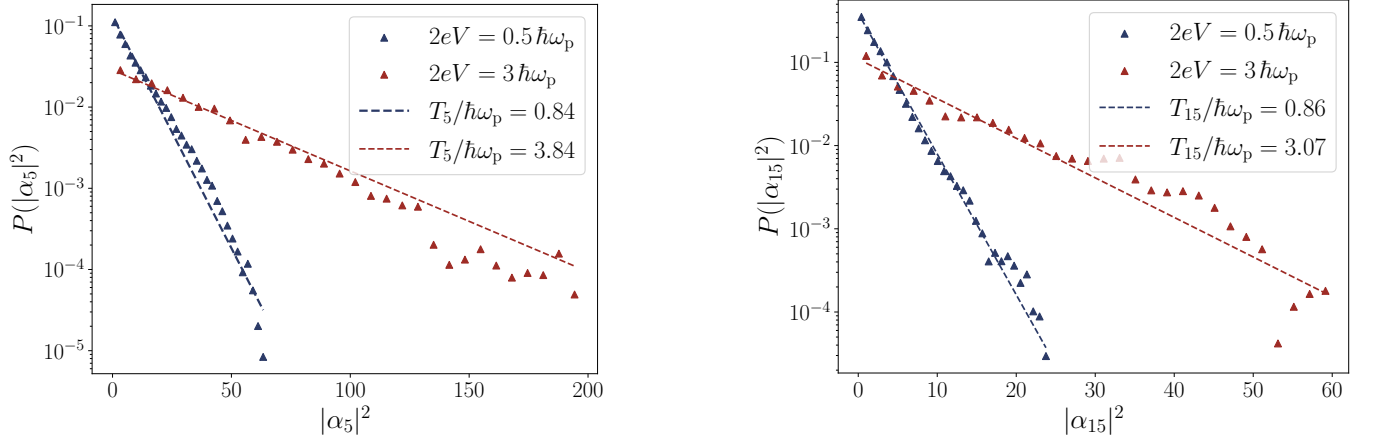 10⁻¹
10⁻²
10⁻³
10⁻⁴
10⁻⁵
P(|α₅|²)
2eV = 0.5 ℏωₚ
2eV = 3 ℏωₚ
T₅/ℏωₚ = 0.84
T₅/ℏωₚ = 3.84
0 50 100 150 200
|α₅|²
10⁻¹
10⁻²
10⁻³
10⁻⁴
P(|α₁₅|²)
2eV = 0.5 ℏωₚ
2eV = 3 ℏωₚ
T₁₅/ℏωₚ = 0.86
T₁₅/ℏωₚ = 3.07
0 10 20 30 40 50 60
|α₁₅|²